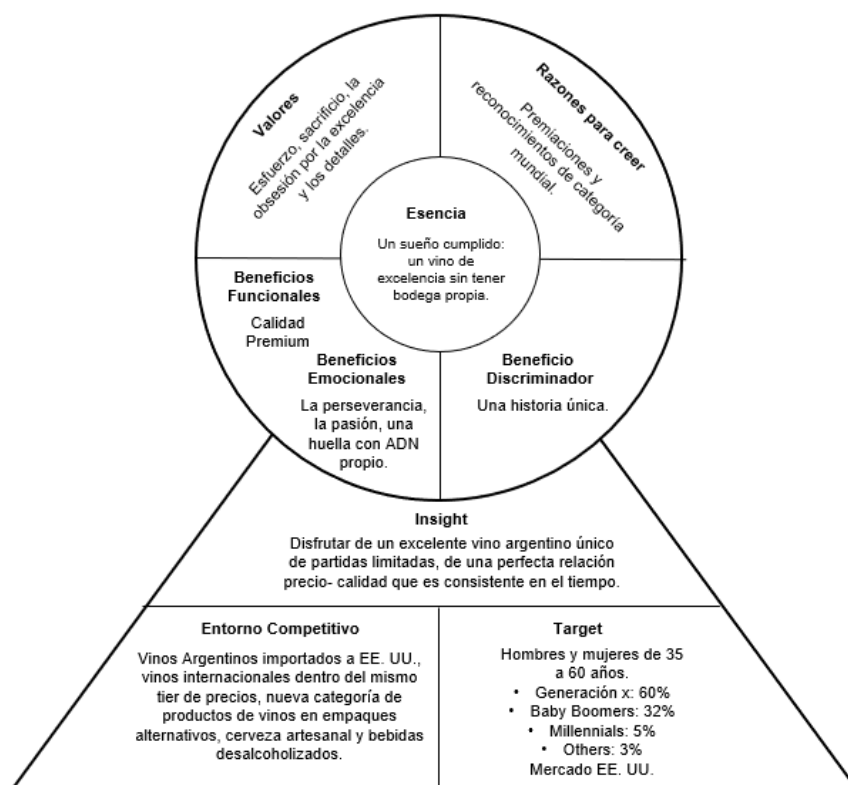 Valores
Esfuerzo, sacrificio, la
obsesión por la excelencia
y los detalles.
Razones para creer
Premiaciones y
reconocimientos de categoría
mundial.
Esencia
Un sueño cumplido:
un vino de
excelencia sin tener
bodega propia.
Beneficios
Funcionales
Calidad
Premium
Beneficios
Emocionales
La perseverancia,
la pasión, una
huella con ADN
propio.
Beneficio
Discriminador
Una historia única.
Insight
Disfrutar de un excelente vino argentino único
de partidas limitadas, de una perfecta relación
precio- calidad que es consistente en el tiempo.
Entorno Competitivo
Vinos Argentinos importados a EE. UU.,
vinos internacionales dentro del mismo
tier de precios, nueva categoría de
productos de vinos en empaques
alternativos, cerveza artesanal y bebidas
desalcoholizados.
Target
Hombres y mujeres de 35
a 60 años.
• Generación x: 60%
• Baby Boomers: 32%
• Millennials: 5%
• Others: 3%
Mercado EE. UU.